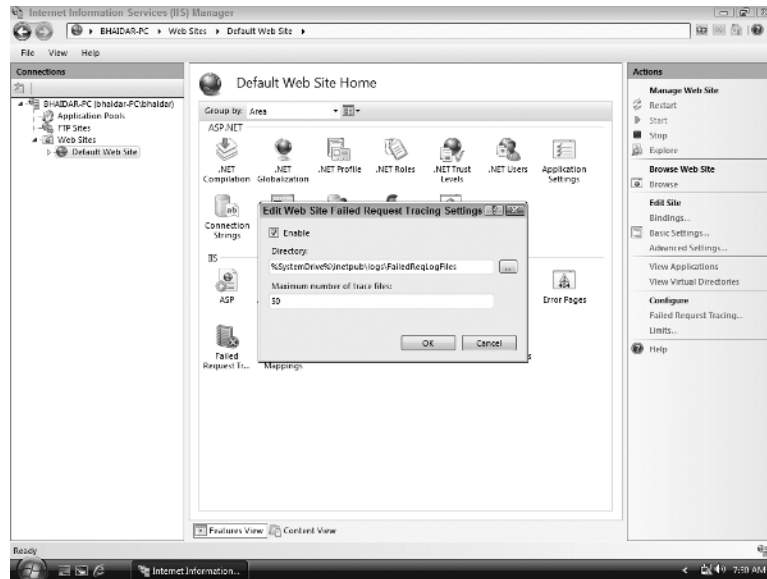 Internet Information Services (IIS) Manager
BHAIDAR-PC ▸ Web Sites ▸ Default Web Site ▸
File View Help
Connections
BHAIDAR-PC (bhaidar-PC\bhaidar)
Application Pools
FTP Sites
Web Sites
Default Web Site
Default Web Site Home
Group by: Area
ASP.NET
.NET Compilation
.NET Globalization
.NET Profile
.NET Roles
.NET Trust Levels
.NET Users
Application Settings
Connection Strings
IIS
ASP
Error Pages
Failed Request Tr...
Mappings
Edit Web Site Failed Request Tracing Settings
Enable
Directory:
%SystemDrive%\inetpub\logs\FailedReqLogFiles
...
Maximum number of trace files:
50
OK Cancel
Features View Content View
Actions
Manage Web Site
Restart
Start
Stop
Explore
Browse Web Site
Browse
Edit Site
Bindings...
Basic Settings...
Advanced Settings...
View Applications
View Virtual Directories
Configure
Failed Request Tracing...
Limits...
Help
Ready
Internet Information...
7:50 AM